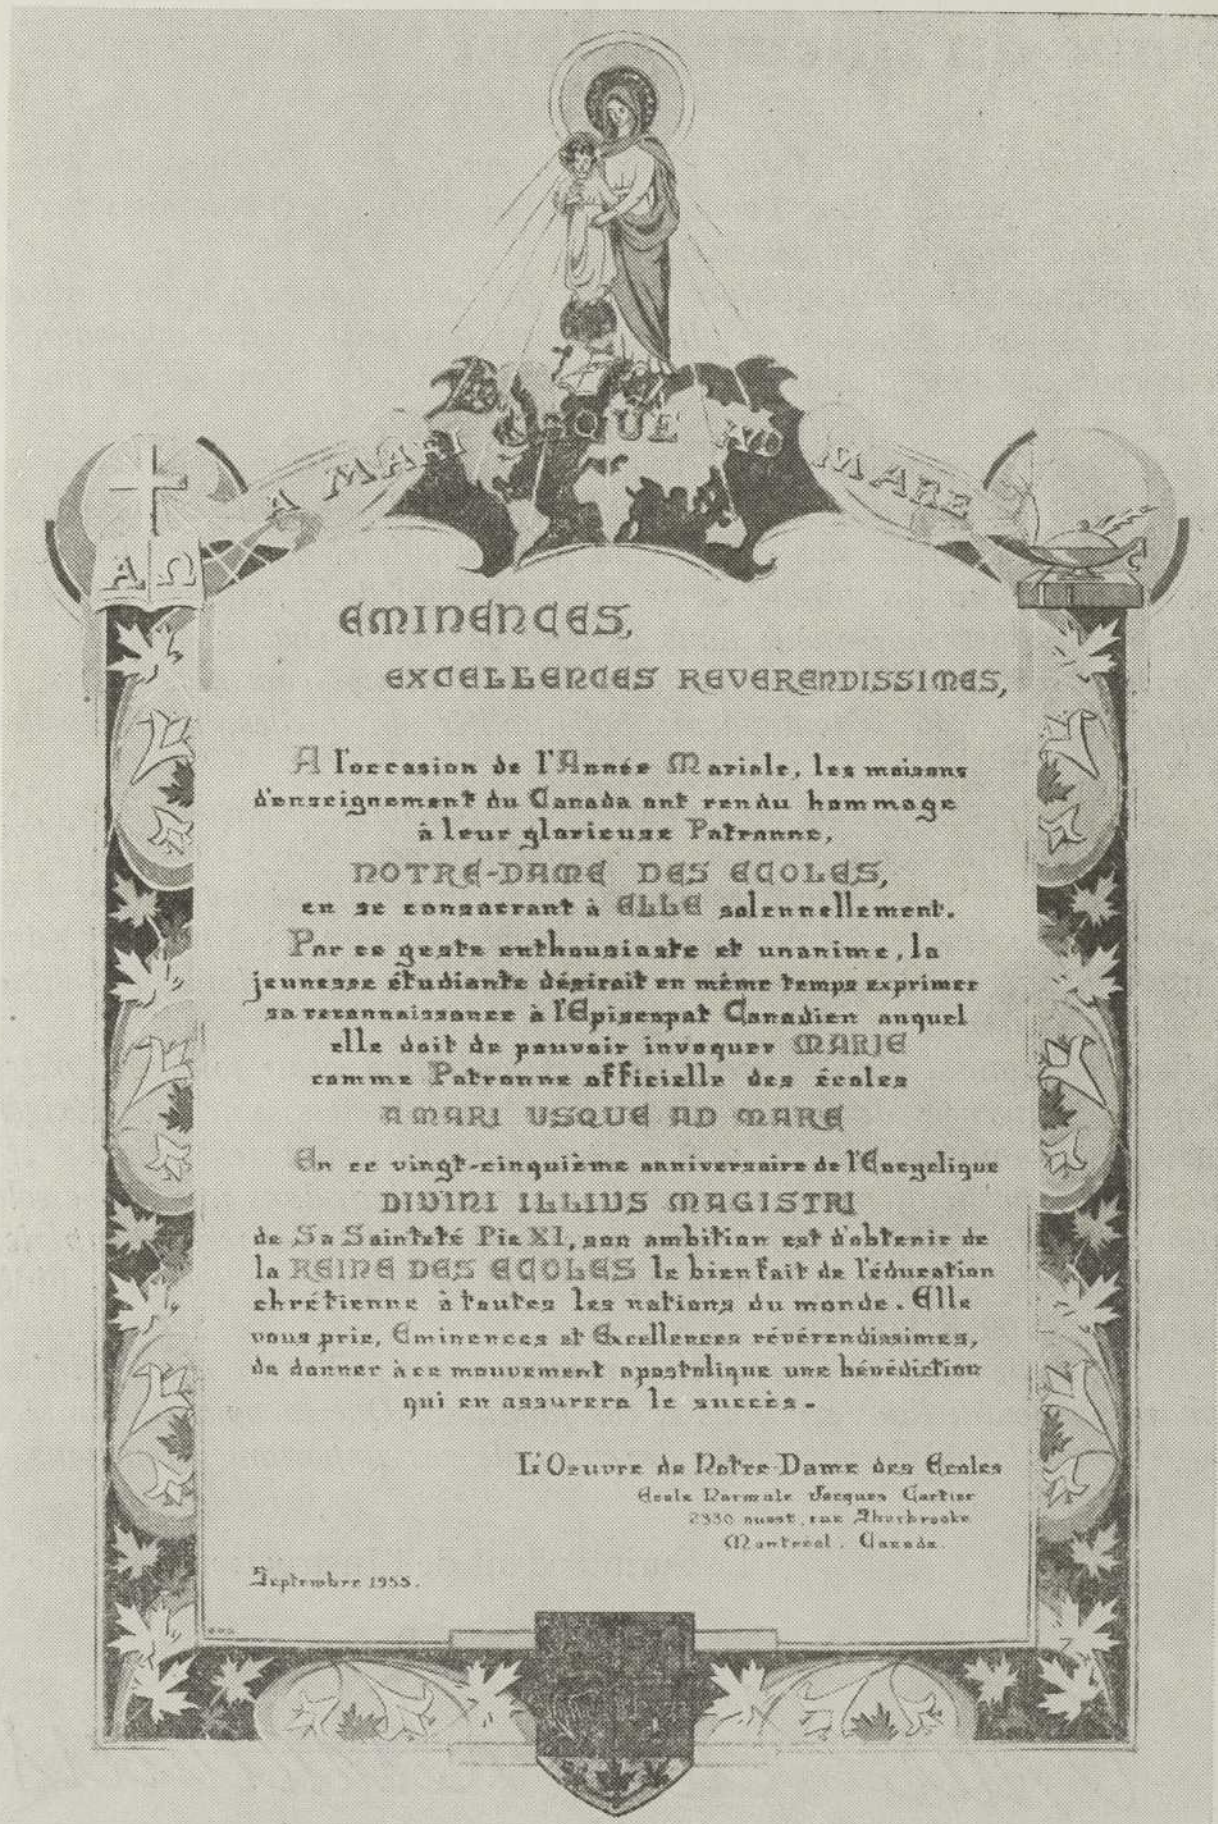 A MARI USQUE AD MARE
Α Ω
EMINENCES,
EXCELLENCES REVERENDISSIMES,
A l'occasion de l'Année Mariale, les maisons
d'enseignement du Canada ont rendu hommage
à leur glorieuse Patronne,
NOTRE-DAME DES ECOLES,
en se consacrant à ELLE solennellement.
Par ce geste enthousiaste et unanime, la
jeunesse étudiante désirait en même temps exprimer
sa reconnaissance à l'Episcopat Canadien auquel
elle doit de pouvoir invoquer MARIE
comme Patronne officielle des écoles
A MARI USQUE AD MARE
En ce vingt-cinquième anniversaire de l'Encyclique
DIVINI ILLIUS MAGISTRI
de Sa Sainteté Pie XI, son ambition est d'obtenir de
la REINE DES ECOLES le bienfait de l'éducation
chrétienne à toutes les nations du monde. Elle
vous prie, Eminences et Excellences révérendissimes,
de donner à ce mouvement apostolique une bénédiction
qui en assurera le succès.
L'Oeuvre de Notre-Dame des Ecoles
Ecole Normale Jacques Cartier
2330 ouest, rue Sherbrooke
Montréal, Canada.
Septembre 1955.